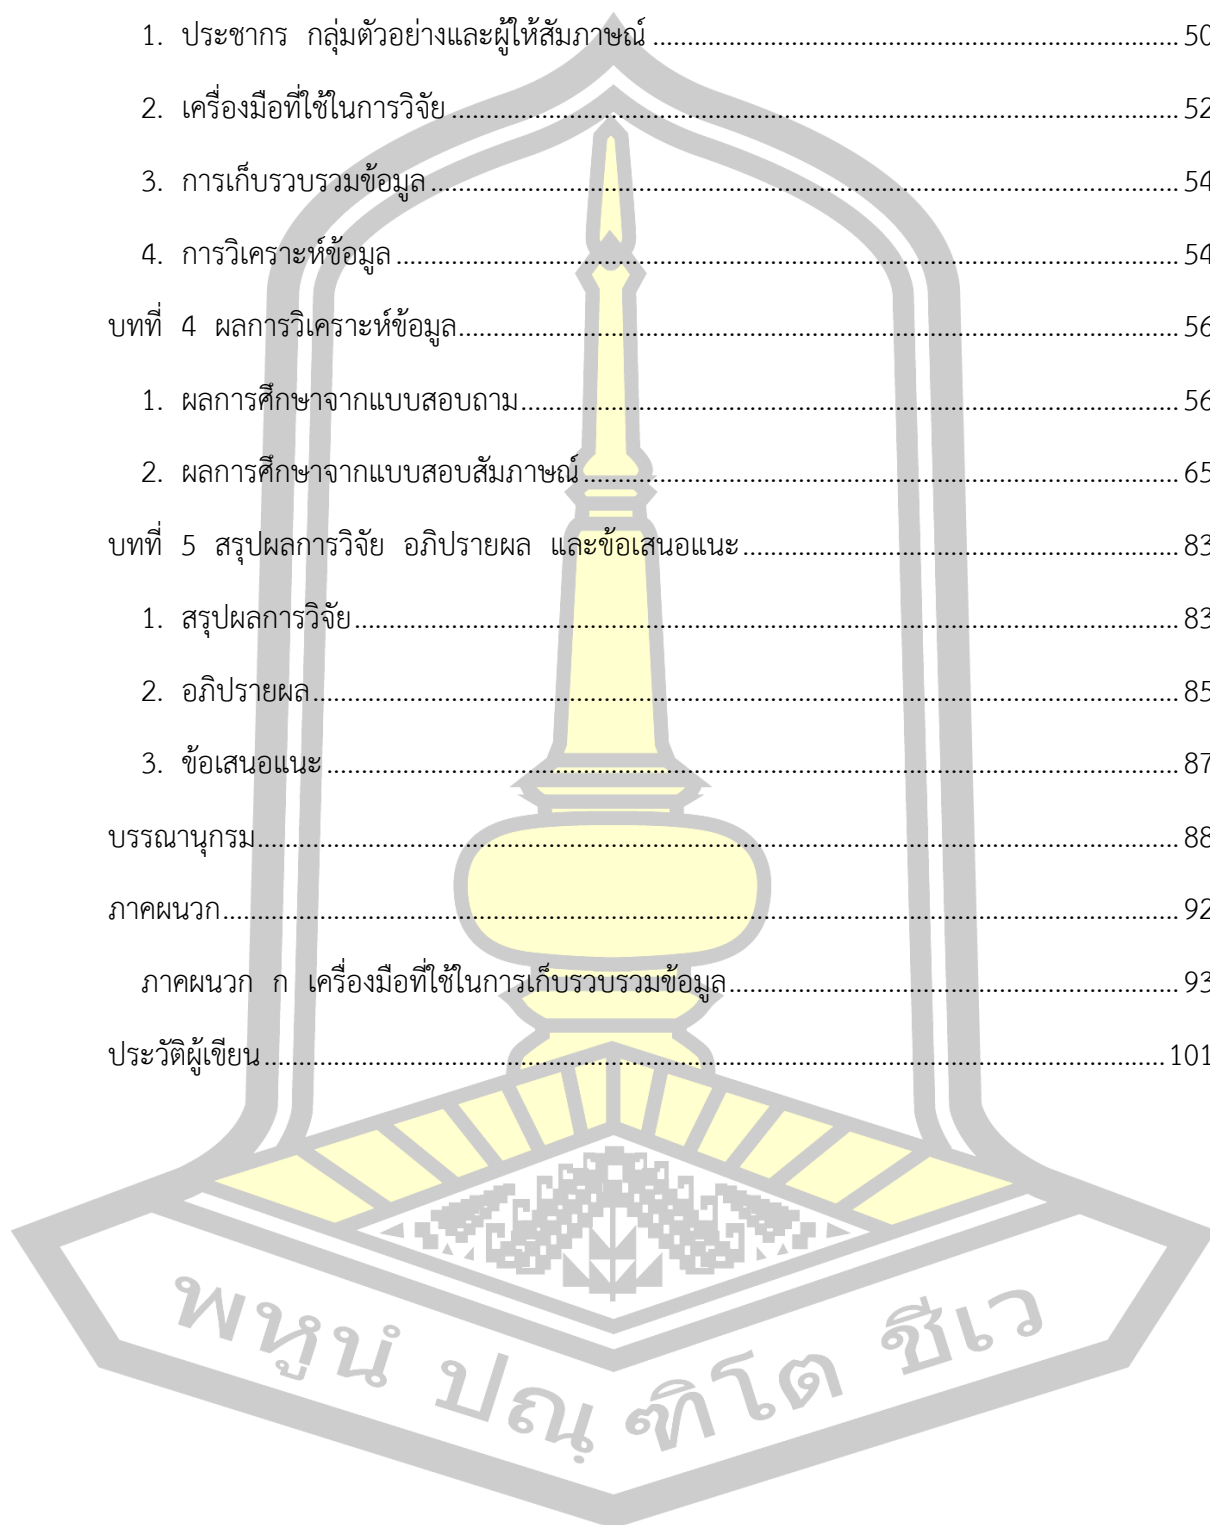 1. ประชากร กลุ่มตัวอย่างและผู้ให้สัมภาษณ์ 50
2. เครื่องมือที่ใช้ในการวิจัย 52
3. การเก็บรวบรวมข้อมูล 54
4. การวิเคราะห์ข้อมูล 54
บทที่ 4 ผลการวิเคราะห์ข้อมูล 56
1. ผลการศึกษาจากแบบสอบถาม 56
2. ผลการศึกษาจากแบบสอบสัมภาษณ์ 65
บทที่ 5 สรุปผลการวิจัย อภิปรายผล และข้อเสนอแนะ 83
1. สรุปผลการวิจัย 83
2. อภิปรายผล 85
3. ข้อเสนอแนะ 87
บรรณานุกรม 88
ภาคผนวก 92
ภาคผนวก ก เครื่องมือที่ใช้ในการเก็บรวบรวมข้อมูล 93
ประวัติผู้เขียน 101
พหูนํ ปณฺฑิโต ชีเว